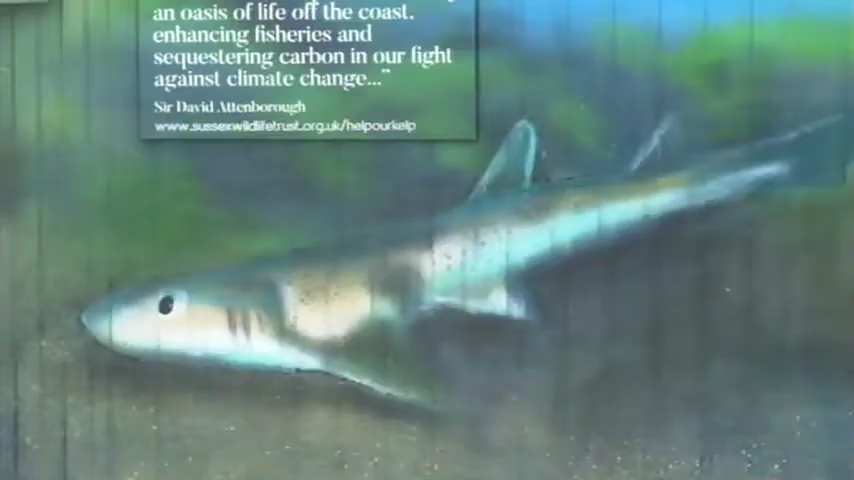 an oasis of life off the coast,
enhancing fisheries and
sequestering carbon in our fight
against climate change..."
Sir David Attenborough
www.sussexwildlifetrust.org.uk/helpourkelp